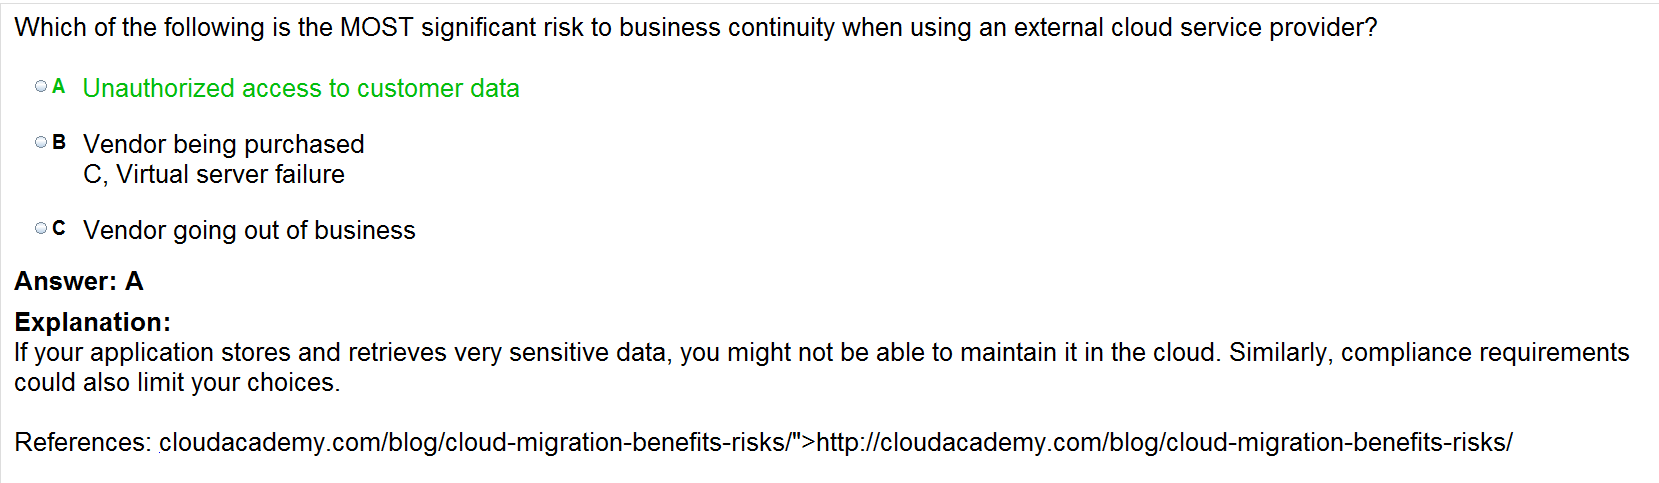 Which of the following is the MOST significant risk to business continuity when using an external cloud service provider?
A Unauthorized access to customer data
B Vendor being purchased
C, Virtual server failure
C Vendor going out of business
Answer: A
Explanation:
If your application stores and retrieves very sensitive data, you might not be able to maintain it in the cloud. Similarly, compliance requirements
could also limit your choices.
References: cloudacademy.com/blog/cloud-migration-benefits-risks/">http://cloudacademy.com/blog/cloud-migration-benefits-risks/